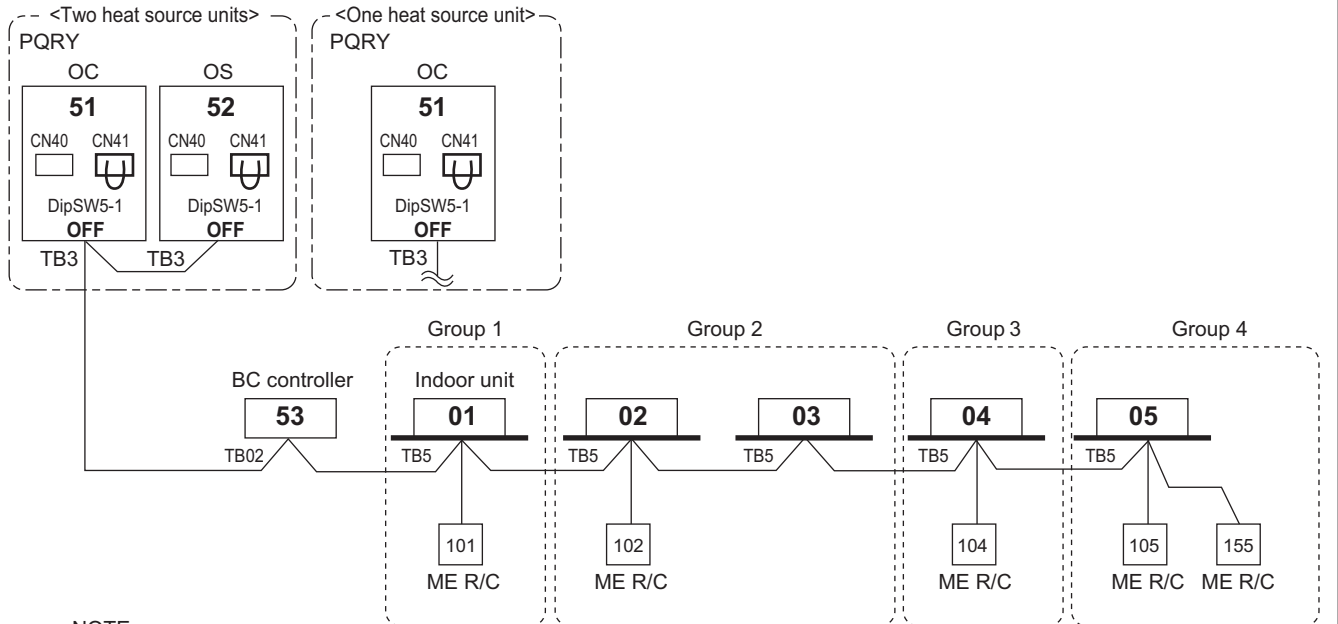 <Two heat source units> <One heat source unit>
PQRY PQRY
OC OS OC
51 52 51
CN40 CN41 CN40 CN41 CN40 CN41
DipSW5-1 DipSW5-1 DipSW5-1
OFF OFF OFF
TB3 TB3 TB3
Group 1 Group 2 Group 3 Group 4
BC controller Indoor unit
53 01 02 03 04 05
TB02 TB5 TB5 TB5 TB5 TB5
101 102 104 105 155
ME R/C ME R/C ME R/C ME R/C ME R/C
NOTE